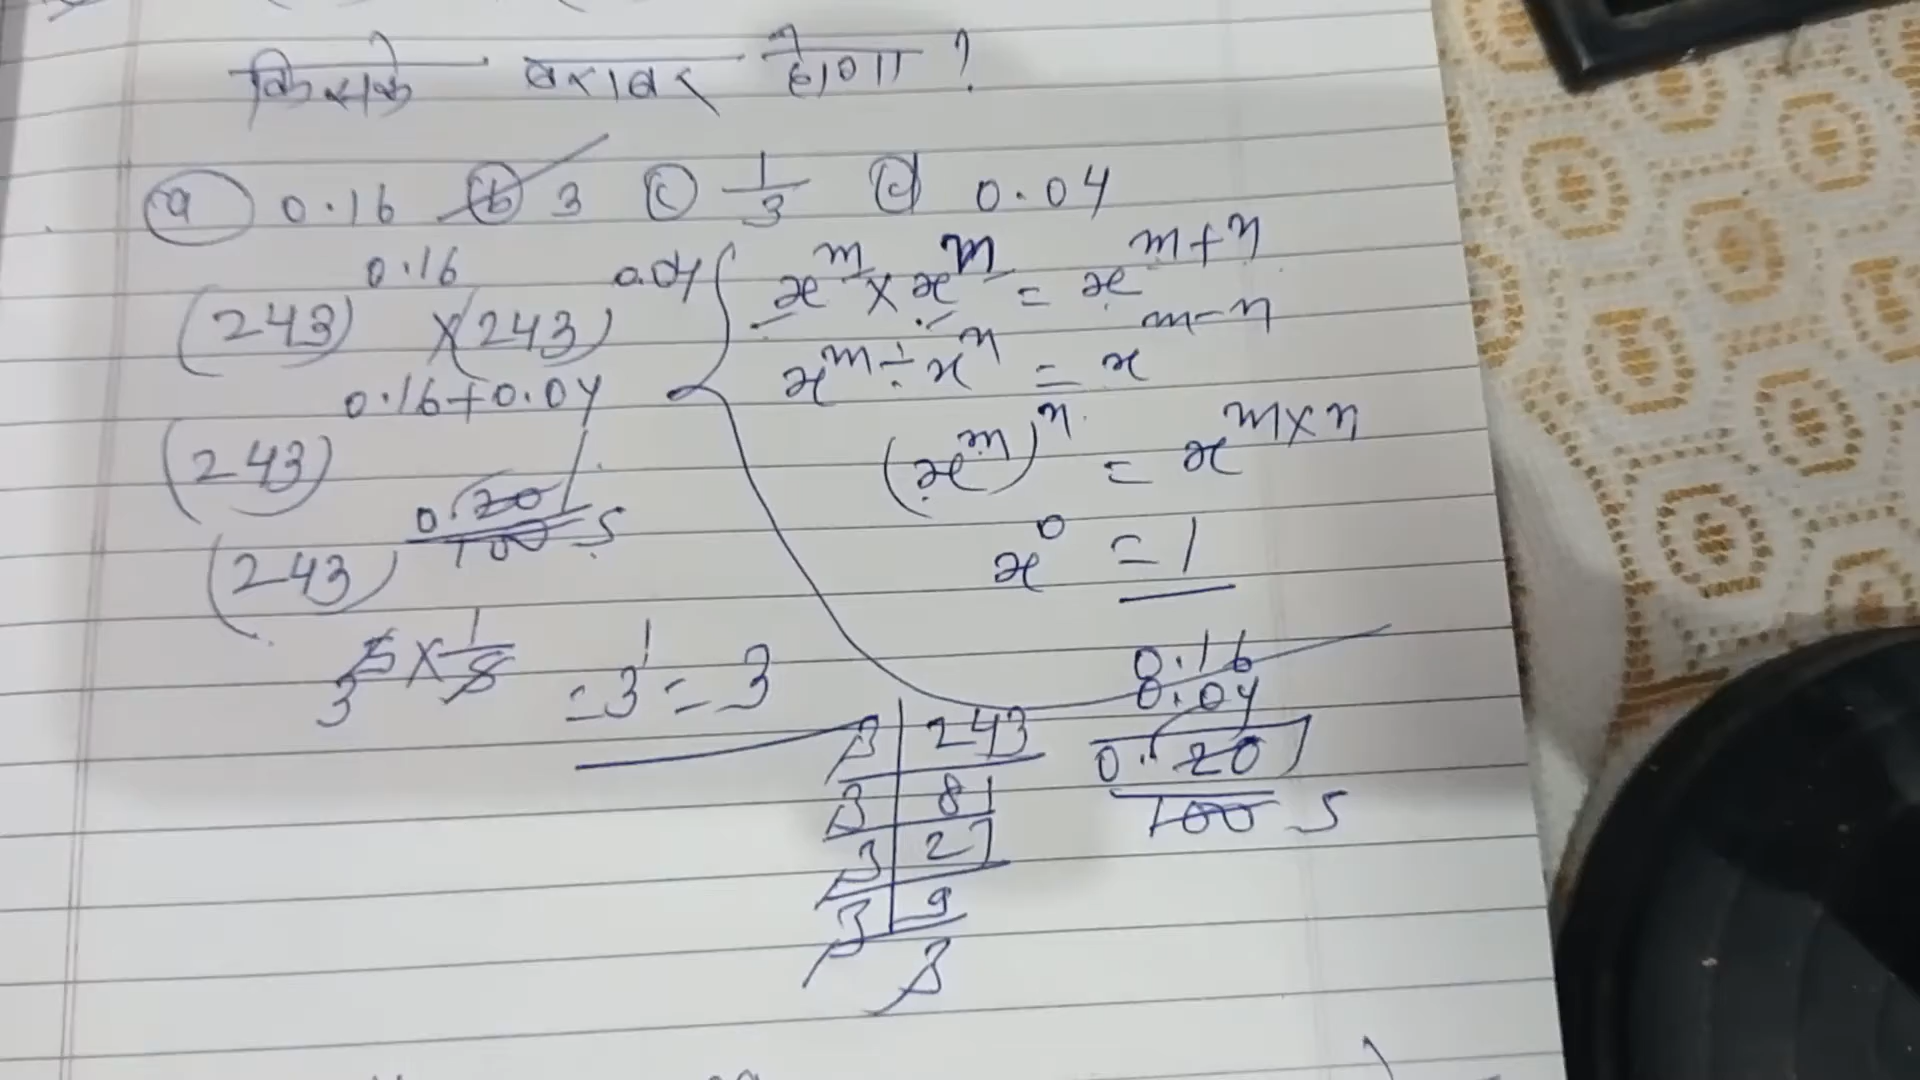 किसके बराबर होगा ?
(a) 0.16 (b) 3 (c) 1/3 (d) 0.04
(243)^0.16 × (243)^0.04
(243)^0.16+0.04
(243)^0.20/100 5
3^5×1/5 = 3^1 = 3
x^m × x^n = x^m+n
x^m ÷ x^n = x^m-n
(x^m)^n = x^m×n
x^0 = 1
3 | 243
3 | 81
3 | 27
3 | 9
3
0.16
0.04
0.20
100 5